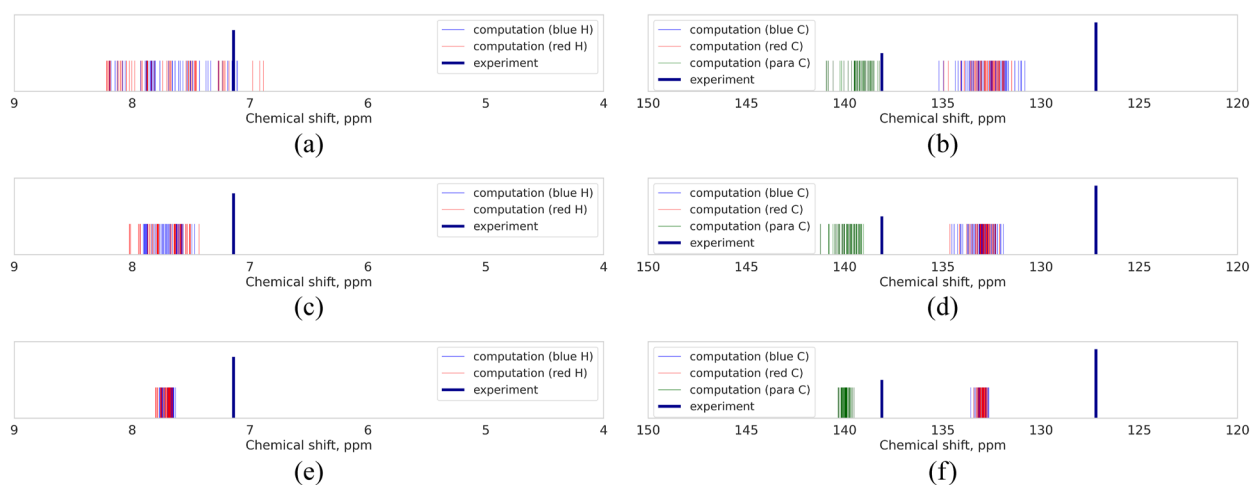 computation (blue H)
computation (red H)
experiment
9 8 7 6 5 4
Chemical shift, ppm
(a)
computation (blue C)
computation (red C)
computation (para C)
experiment
150 145 140 135 130 125 120
Chemical shift, ppm
(b)
computation (blue H)
computation (red H)
experiment
9 8 7 6 5 4
Chemical shift, ppm
(c)
computation (blue C)
computation (red C)
computation (para C)
experiment
150 145 140 135 130 125 120
Chemical shift, ppm
(d)
computation (blue H)
computation (red H)
experiment
9 8 7 6 5 4
Chemical shift, ppm
(e)
computation (blue C)
computation (red C)
computation (para C)
experiment
150 145 140 135 130 125 120
Chemical shift, ppm
(f)